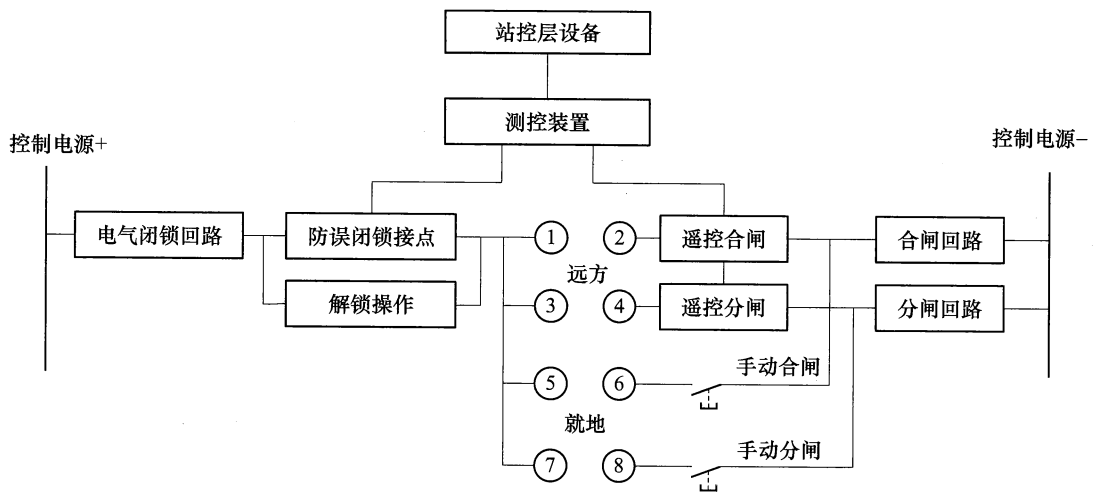 站控层设备
测控装置
控制电源+
控制电源−
电气闭锁回路
防误闭锁接点
解锁操作
①
②
远方
③
④
遥控合闸
遥控分闸
合闸回路
分闸回路
⑤
⑥
手动合闸
就地
⑦
⑧
手动分闸